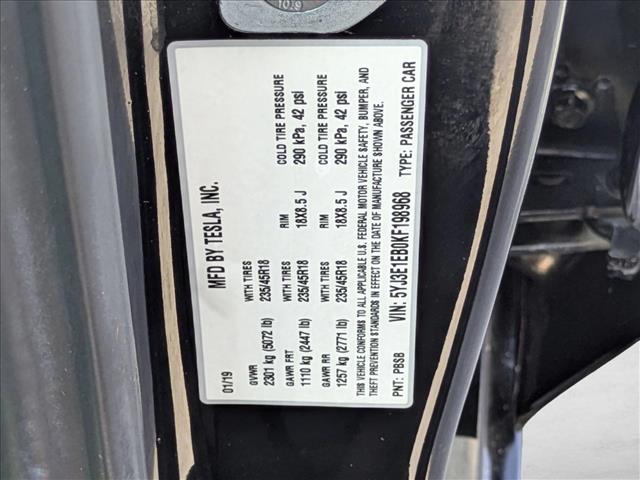 1019
01/19 MFD BY TESLA, INC.
GVWR WITH TIRES RIM COLD TIRE PRESSURE
2301 kg (5072 lb) 235/45R18 18X8.5 J 290 kPa, 42 psi
GAWR FRT WITH TIRES RIM COLD TIRE PRESSURE
1110 kg (2447 lb) 235/45R18 18X8.5 J 290 kPa, 42 psi
GAWR RR
1257 kg (2771 lb) 235/45R18
THIS VEHICLE CONFORMS TO ALL APPLICABLE U.S. FEDERAL MOTOR VEHICLE SAFETY, BUMPER, AND
THEFT PREVENTION STANDARDS IN EFFECT ON THE DATE OF MANUFACTURE SHOWN ABOVE.
PNT: PBSB VIN: 5YJ3E1EB0KF198968 TYPE: PASSENGER CAR